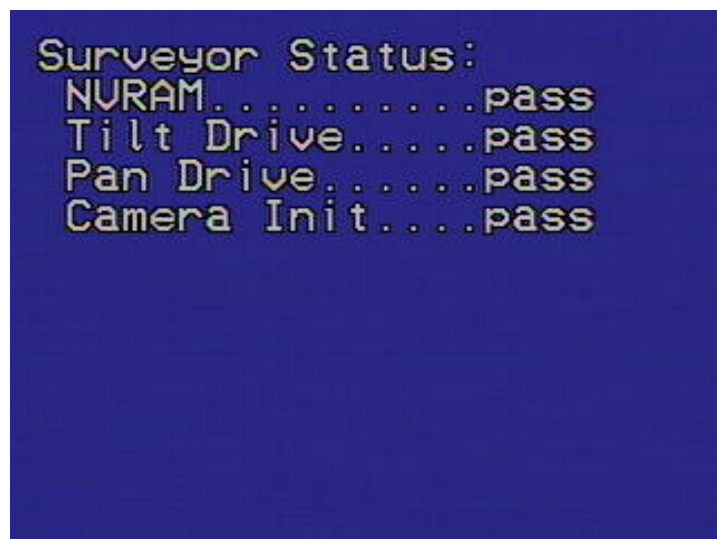 Surveyor Status:
NVRAM..........pass
Tilt Drive.....pass
Pan Drive......pass
Camera Init....pass